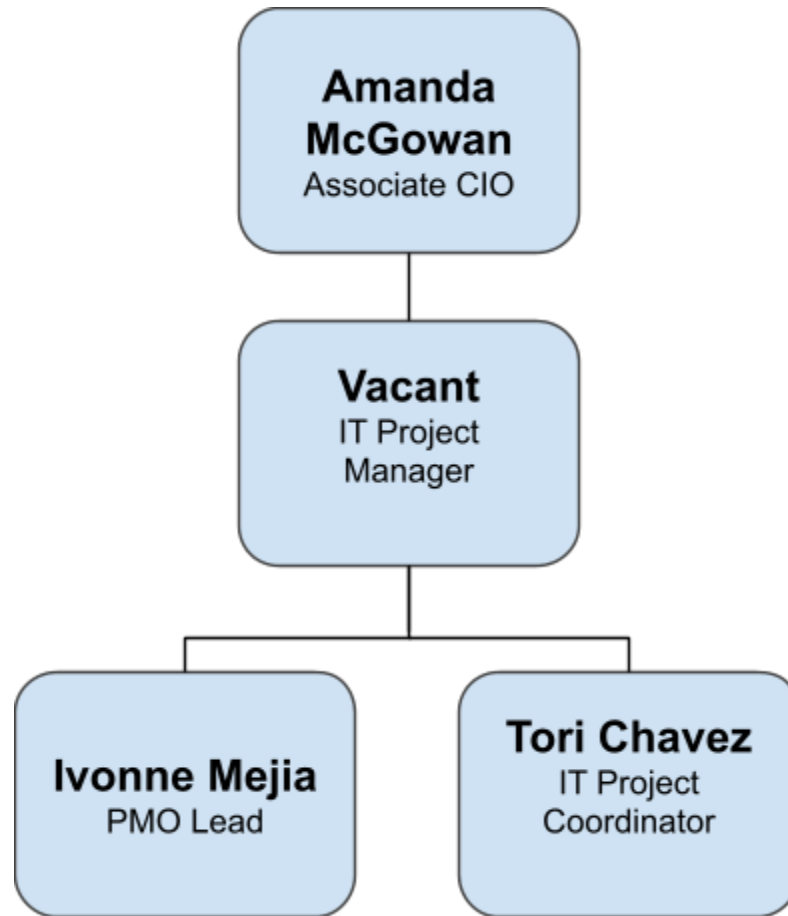 Amanda
McGowan
Associate CIO
Vacant
IT Project
Manager
Ivonne Mejia
PMO Lead
Tori Chavez
IT Project
Coordinator